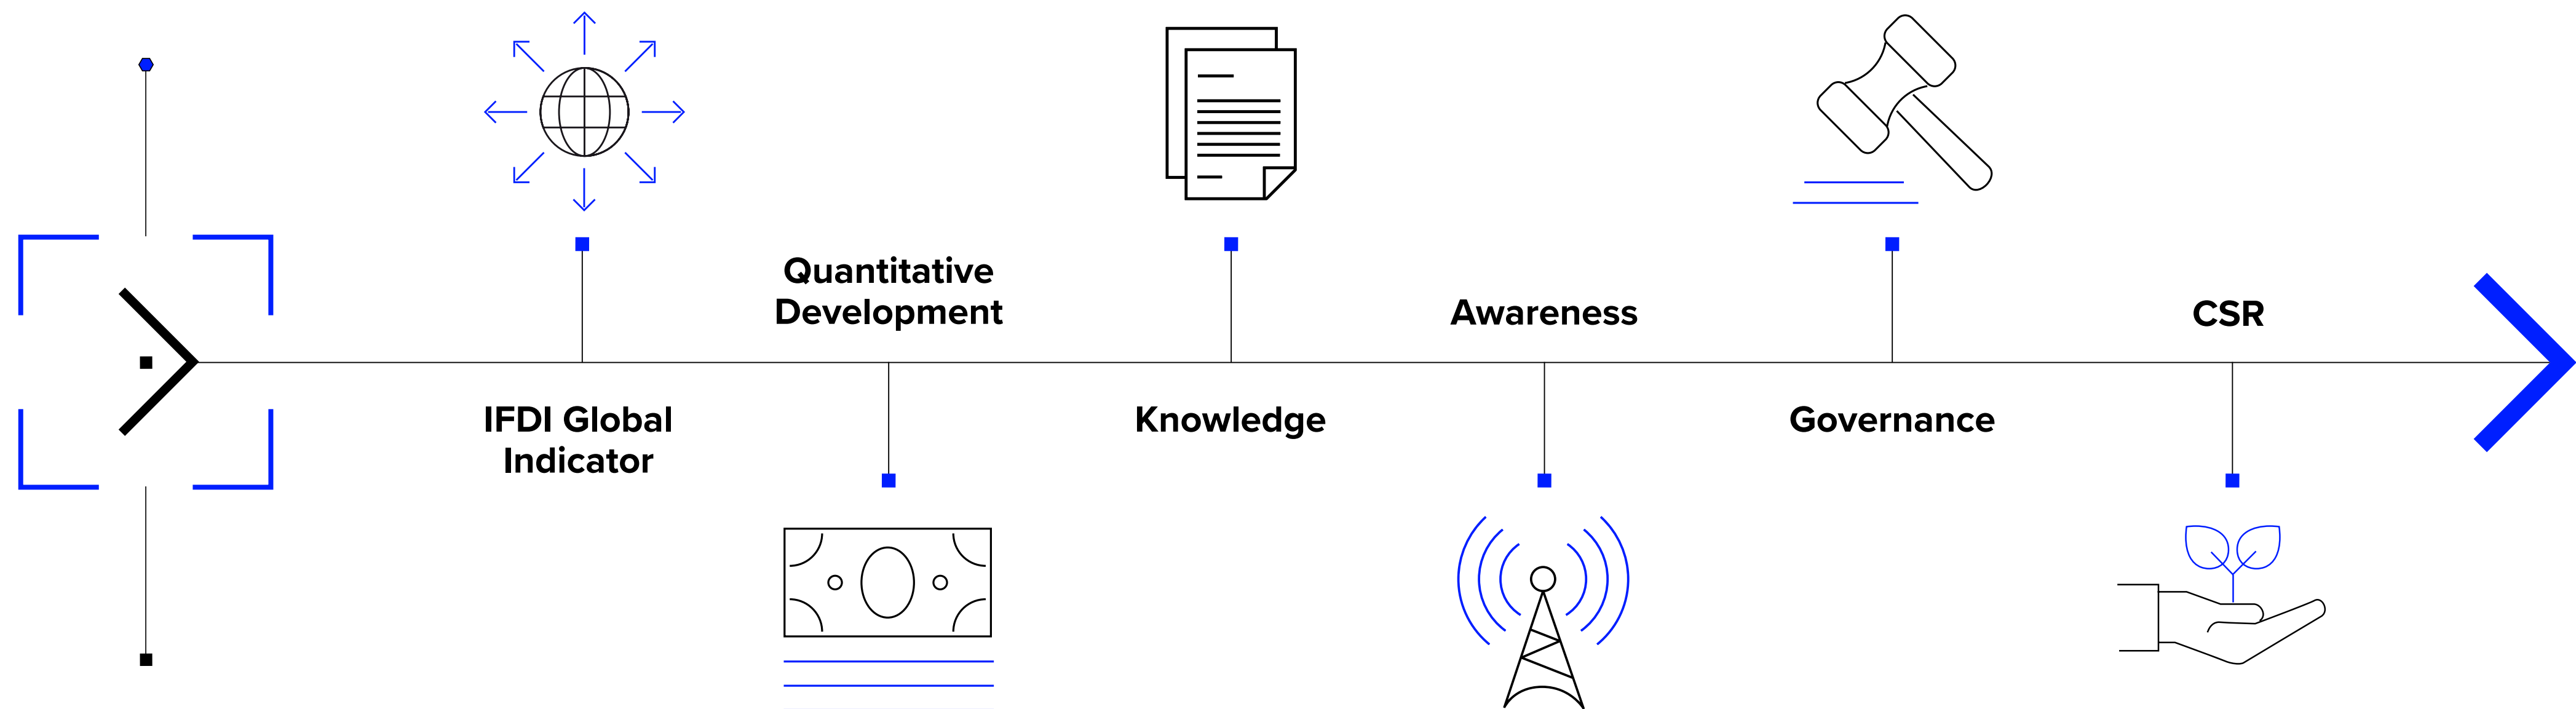 IFDI Global
Indicator
Quantitative
Development
Knowledge
Awareness
Governance
CSR